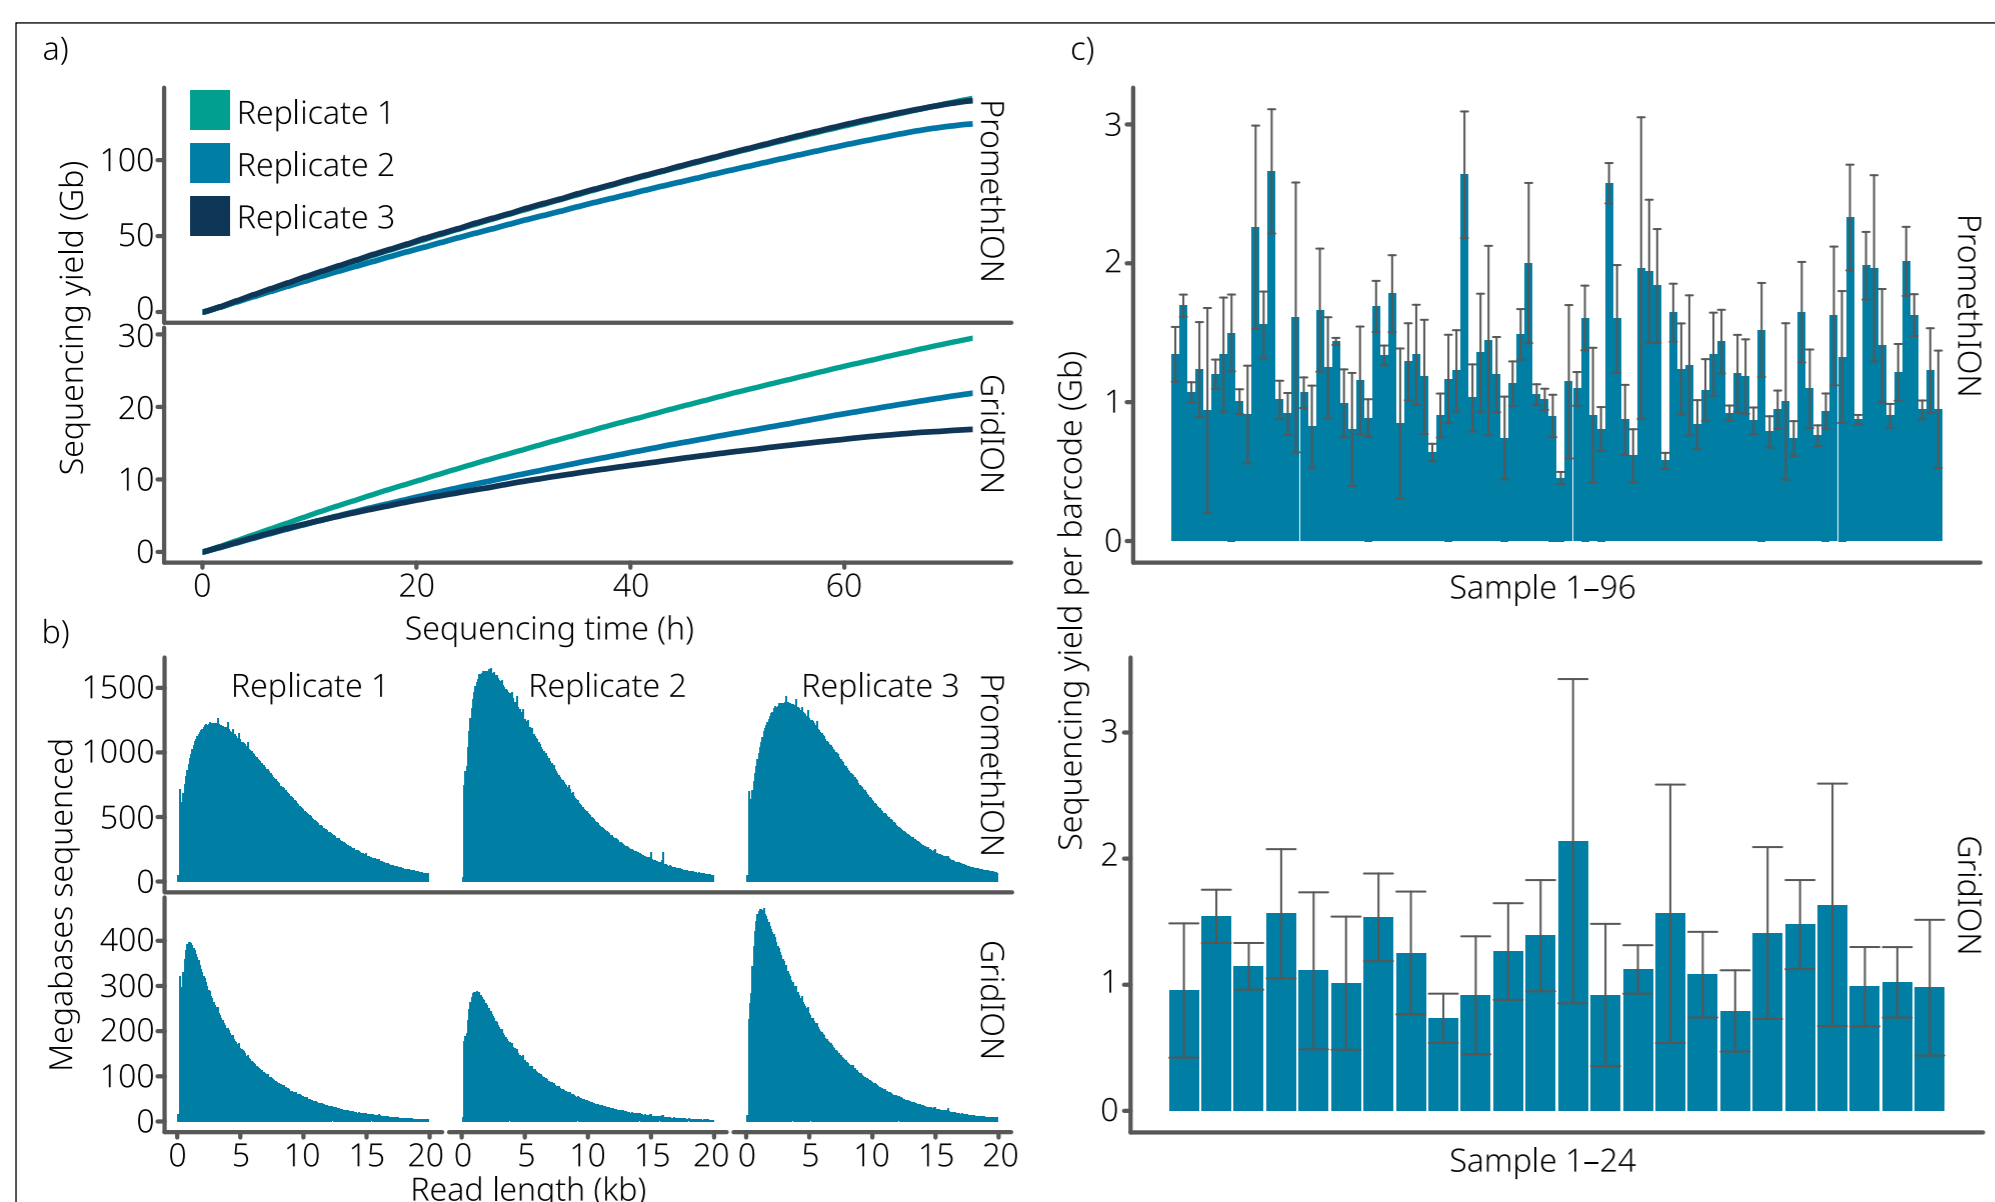 a)
Replicate 1
Replicate 2
Replicate 3
100
50
0
PromethION
30
20
10
0
GridION
Sequencing yield (Gb)
0 20 40 60
Sequencing time (h)
b)
Replicate 1 Replicate 2 Replicate 3
1500
1000
500
0
PromethION
400
300
200
100
0
GridION
Megabases sequenced
0 5 10 15 20 0 5 10 15 20 0 5 10 15 20
Read length (kb)
c)
3
2
1
0
PromethION
Sample 1–96
Sequencing yield per barcode (Gb)
3
2
1
0
GridION
Sample 1–24